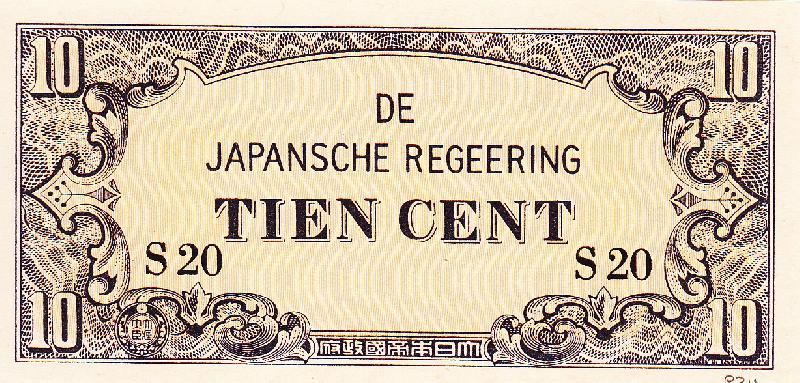 10 10
DE
JAPANSCHE REGEERING
TIEN CENT
S 20 S 20
10 10
府政國帝本日大